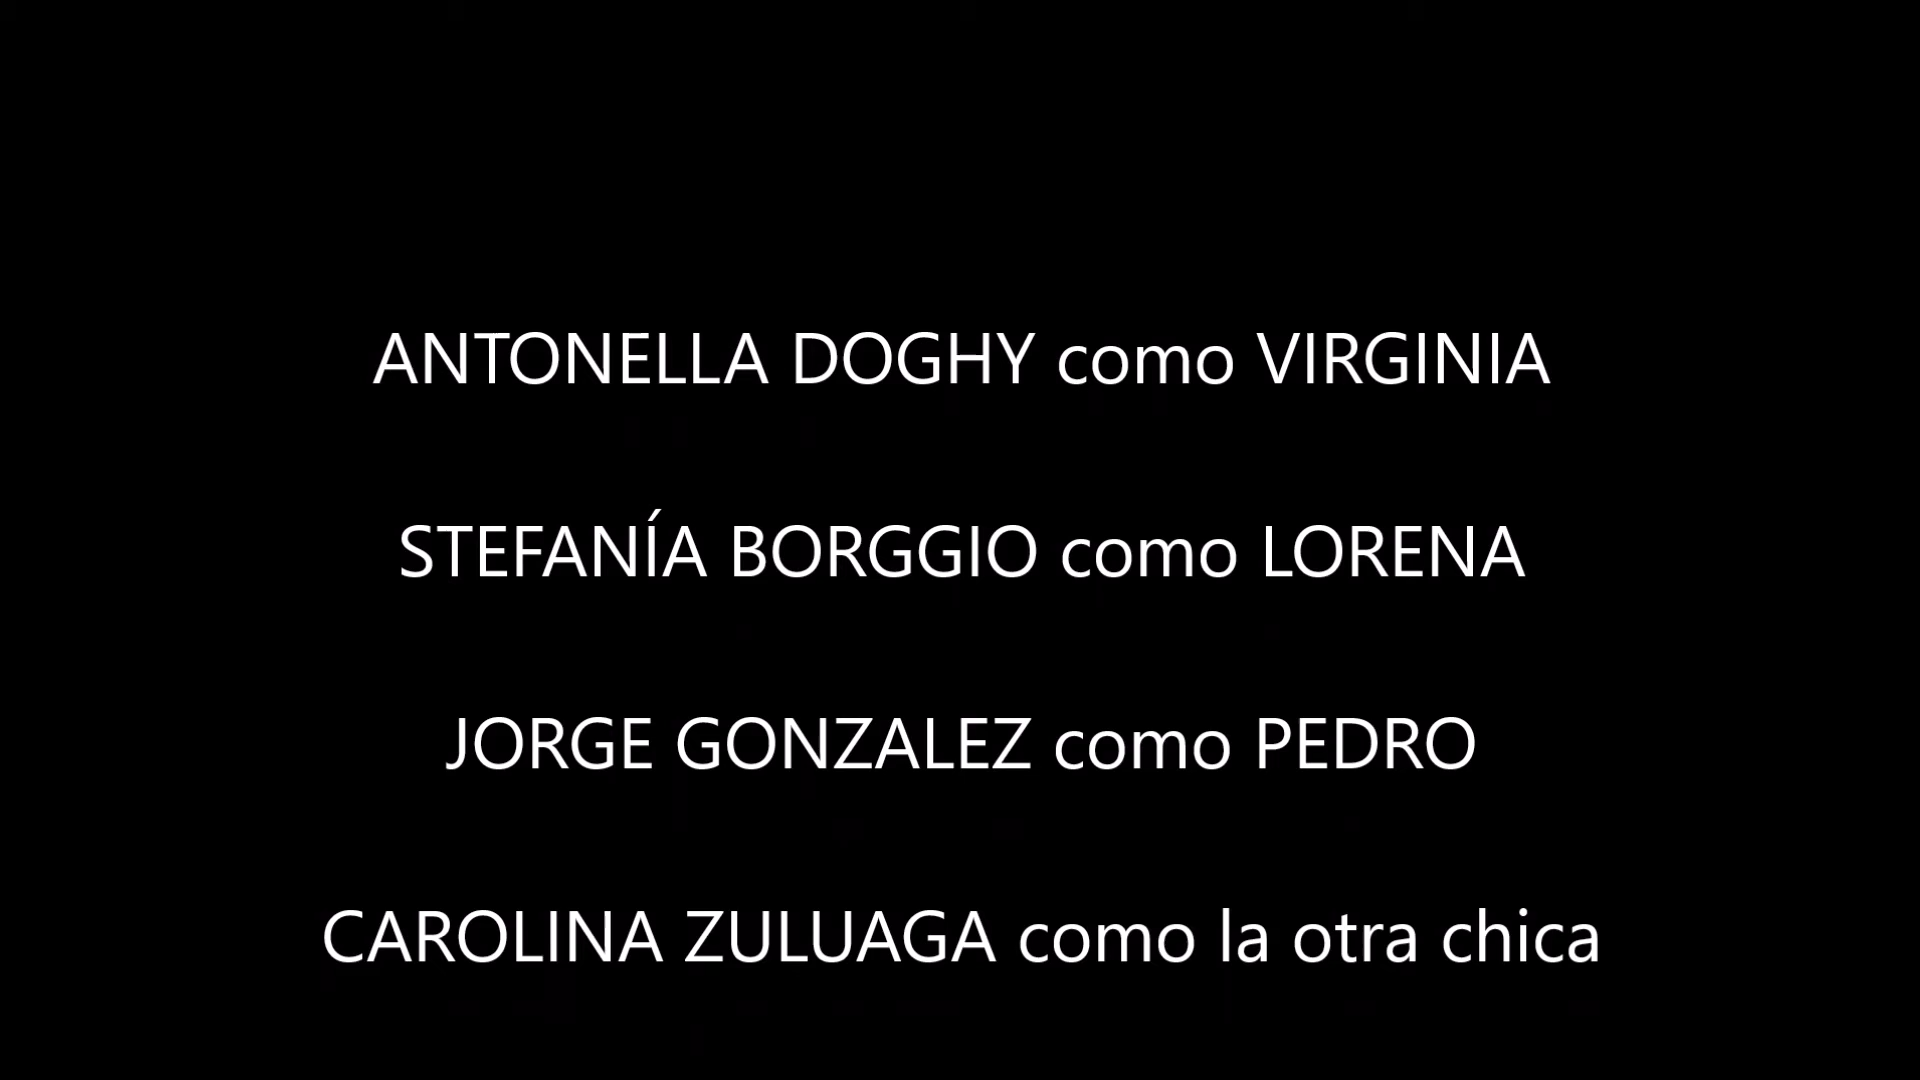 ANTONELLA DOGHY como VIRGINIA
STEFANÍA BORGGIO como LORENA
JORGE GONZALEZ como PEDRO
CAROLINA ZULUAGA como la otra chica